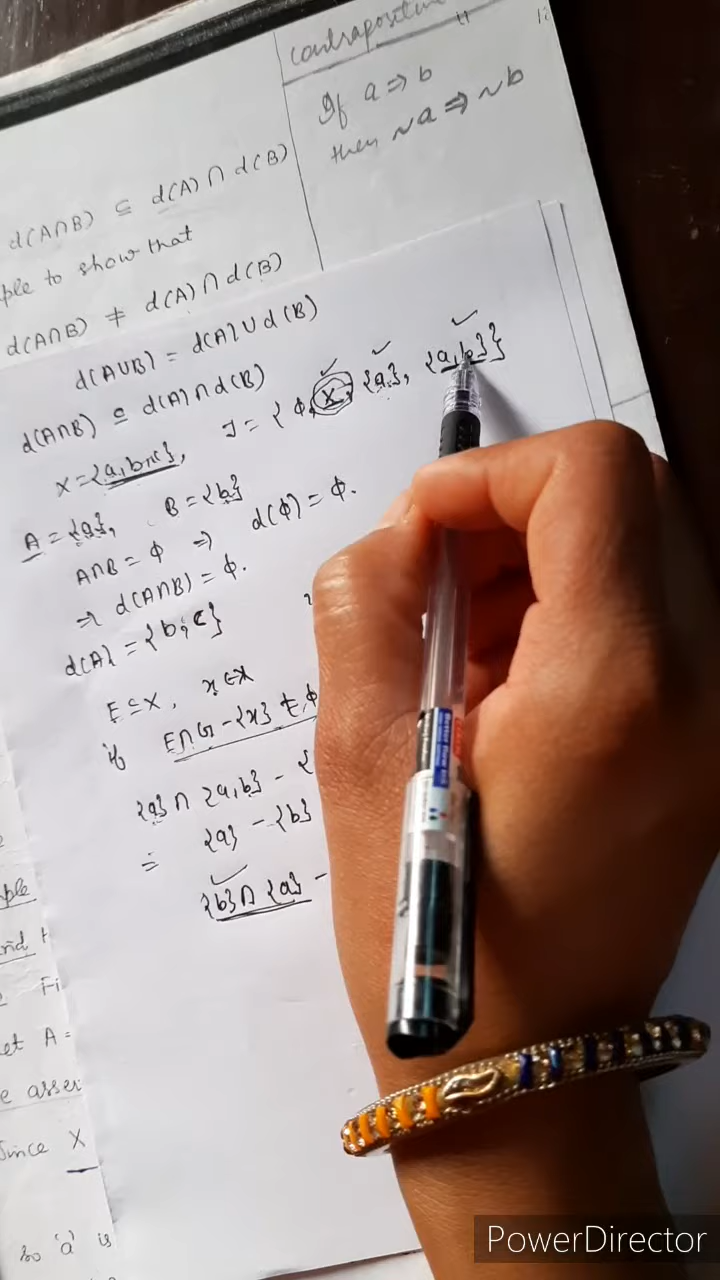 contrapositive
If a ⇒ b
then ~a ⇒ ~b
d(A∩B) ⊆ d(A) ∩ d(B)
ple to show that
d(A∩B) ≠ d(A) ∩ d(B)
d(A∪B) = d(A) ∪ d(B)
d(A∩B) ⊆ d(A) ∩ d(B)
X = {a,b,c}, J = { ϕ, X, {a}, {a,b}}
A = {a}, B = {b}
A∩B = ϕ ⇒ d(ϕ) = ϕ.
⇒ d(A∩B) = ϕ.
d(A) = {b, c}
E ⊆ X, x ∈ X
if E∩G - {x} ≠ ϕ
{a} ∩ {a,b} - {
= {a} - {b}
{b} ∩ {a} -
ple
and
Fi
et A =
e asser
Since X
so 'a' is
PowerDirector